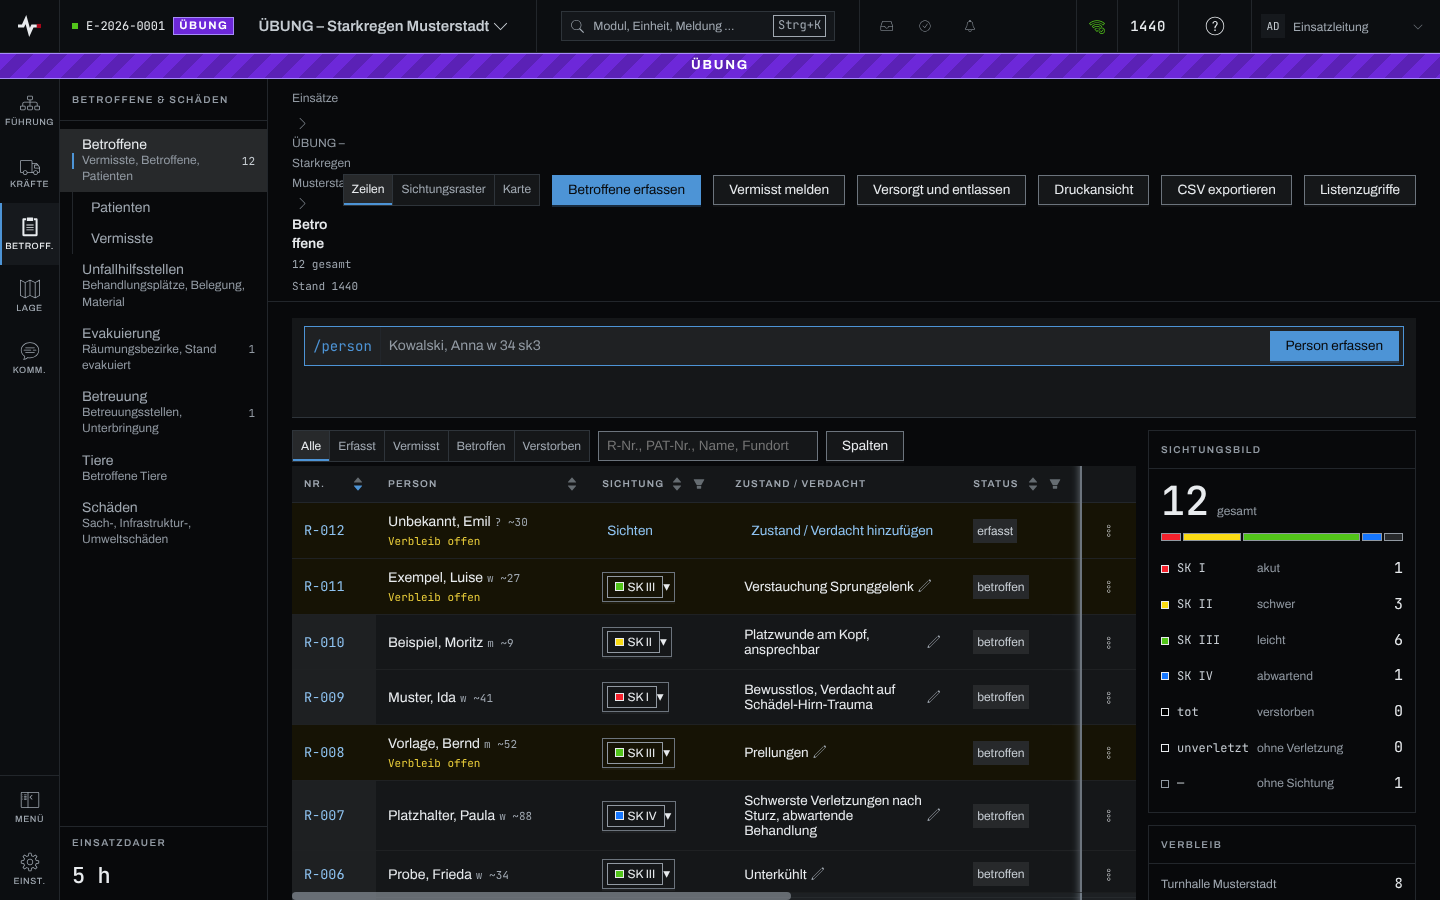 E-2026-0001 ÜBUNG ÜBUNG – Starkregen Musterstadt Modul, Einheit, Meldung ... Strg+K 1440 ? AD Einsatzleitung
ÜBUNG
FÜHRUNG
KRÄFTE
BETROFF.
LAGE
KOMM.
MENÜ
EINST.
BETROFFENE & SCHÄDEN
Betroffene
Vermisste, Betroffene,
Patienten
12
Patienten
Vermisste
Unfallhilfsstellen
Behandlungsplätze, Belegung,
Material
Evakuierung
Räumungsbezirke, Stand
evakuiert
1
Betreuung
Betreuungsstellen,
Unterbringung
1
Tiere
Betroffene Tiere
Schäden
Sach-, Infrastruktur-,
Umweltschäden
EINSATZDAUER
5 h
Einsätze
ÜBUNG –
Starkregen
Mustersta
Betro
ffene
12 gesamt
Stand 1440
Zeilen Sichtungsraster Karte Betroffene erfassen Vermisst melden Versorgt und entlassen Druckansicht CSV exportieren Listenzugriffe
/person Kowalski, Anna w 34 sk3 Person erfassen
Alle Erfasst Vermisst Betroffen Verstorben R-Nr., PAT-Nr., Name, Fundort Spalten
NR. PERSON SICHTUNG ZUSTAND / VERDACHT STATUS
R-012 Unbekannt, Emil ? ~30 Sichten Zustand / Verdacht hinzufügen erfasst
Verbleib offen
R-011 Exempel, Luise w ~27 SK III Verstauchung Sprunggelenk betroffen
Verbleib offen
R-010 Beispiel, Moritz m ~9 SK II Platzwunde am Kopf,
ansprechbar betroffen
R-009 Muster, Ida w ~41 SK I Bewusstlos, Verdacht auf
Schädel-Hirn-Trauma betroffen
R-008 Vorlage, Bernd m ~52 SK III Prellungen betroffen
Verbleib offen
R-007 Platzhalter, Paula w ~88 SK IV Schwerste Verletzungen nach
Sturz, abwartende
Behandlung betroffen
R-006 Probe, Frieda w ~34 SK III Unterkühlt betroffen
SICHTUNGSBILD
12 gesamt
SK I akut 1
SK II schwer 3
SK III leicht 6
SK IV abwartend 1
tot verstorben 0
unverletzt ohne Verletzung 0
– ohne Sichtung 1
VERBLEIB
Turnhalle Musterstadt 8